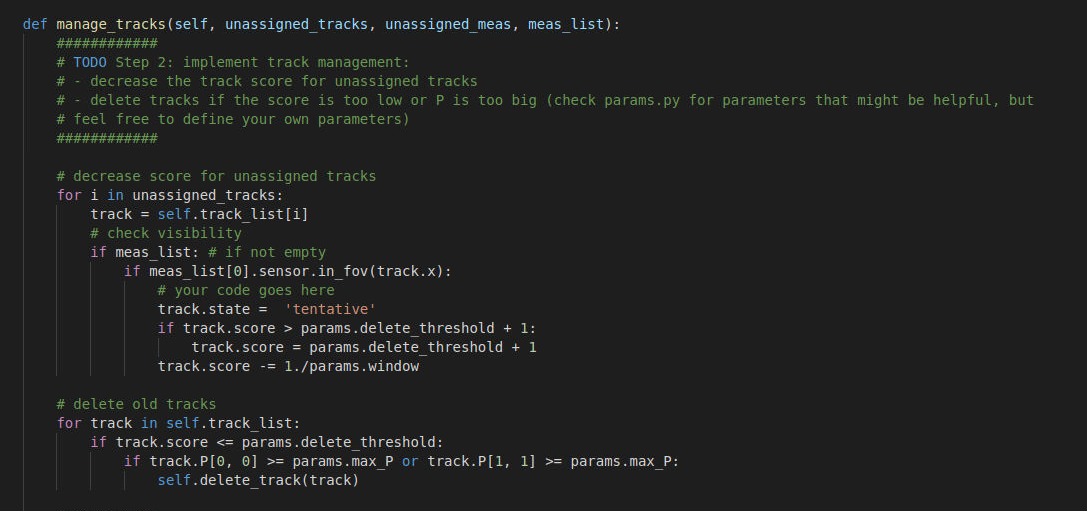 def manage_tracks(self, unassigned_tracks, unassigned_meas, meas_list):
    ############
    # TODO Step 2: implement track management:
    # - decrease the track score for unassigned tracks
    # - delete tracks if the score is too low or P is too big (check params.py for parameters that might be helpful, but
    # feel free to define your own parameters)
    ############

    # decrease score for unassigned tracks
    for i in unassigned_tracks:
        track = self.track_list[i]
        # check visibility
        if meas_list: # if not empty
            if meas_list[0].sensor.in_fov(track.x):
                # your code goes here
                track.state =  'tentative'
                if track.score > params.delete_threshold + 1:
                    track.score = params.delete_threshold + 1
                track.score -= 1./params.window

    # delete old tracks
    for track in self.track_list:
        if track.score <= params.delete_threshold:
            if track.P[0, 0] >= params.max_P or track.P[1, 1] >= params.max_P:
                self.delete_track(track)